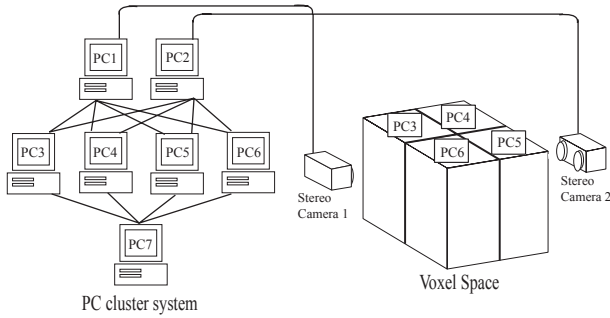 PC1
PC2
PC3
PC4
PC5
PC6
PC7
PC cluster system
Stereo
Camera 1
PC4
PC3
PC5
PC6
Voxel Space
Stereo
Camera 2